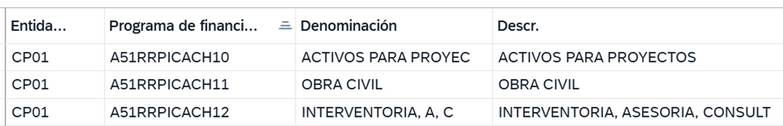 Entida... Programa de financi... Denominación Descr.
CP01 A51RRPICACH10 ACTIVOS PARA PROYEC ACTIVOS PARA PROYECTOS
CP01 A51RRPICACH11 OBRA CIVIL OBRA CIVIL
CP01 A51RRPICACH12 INTERVENTORIA, A, C INTERVENTORIA, ASESORIA, CONSULT